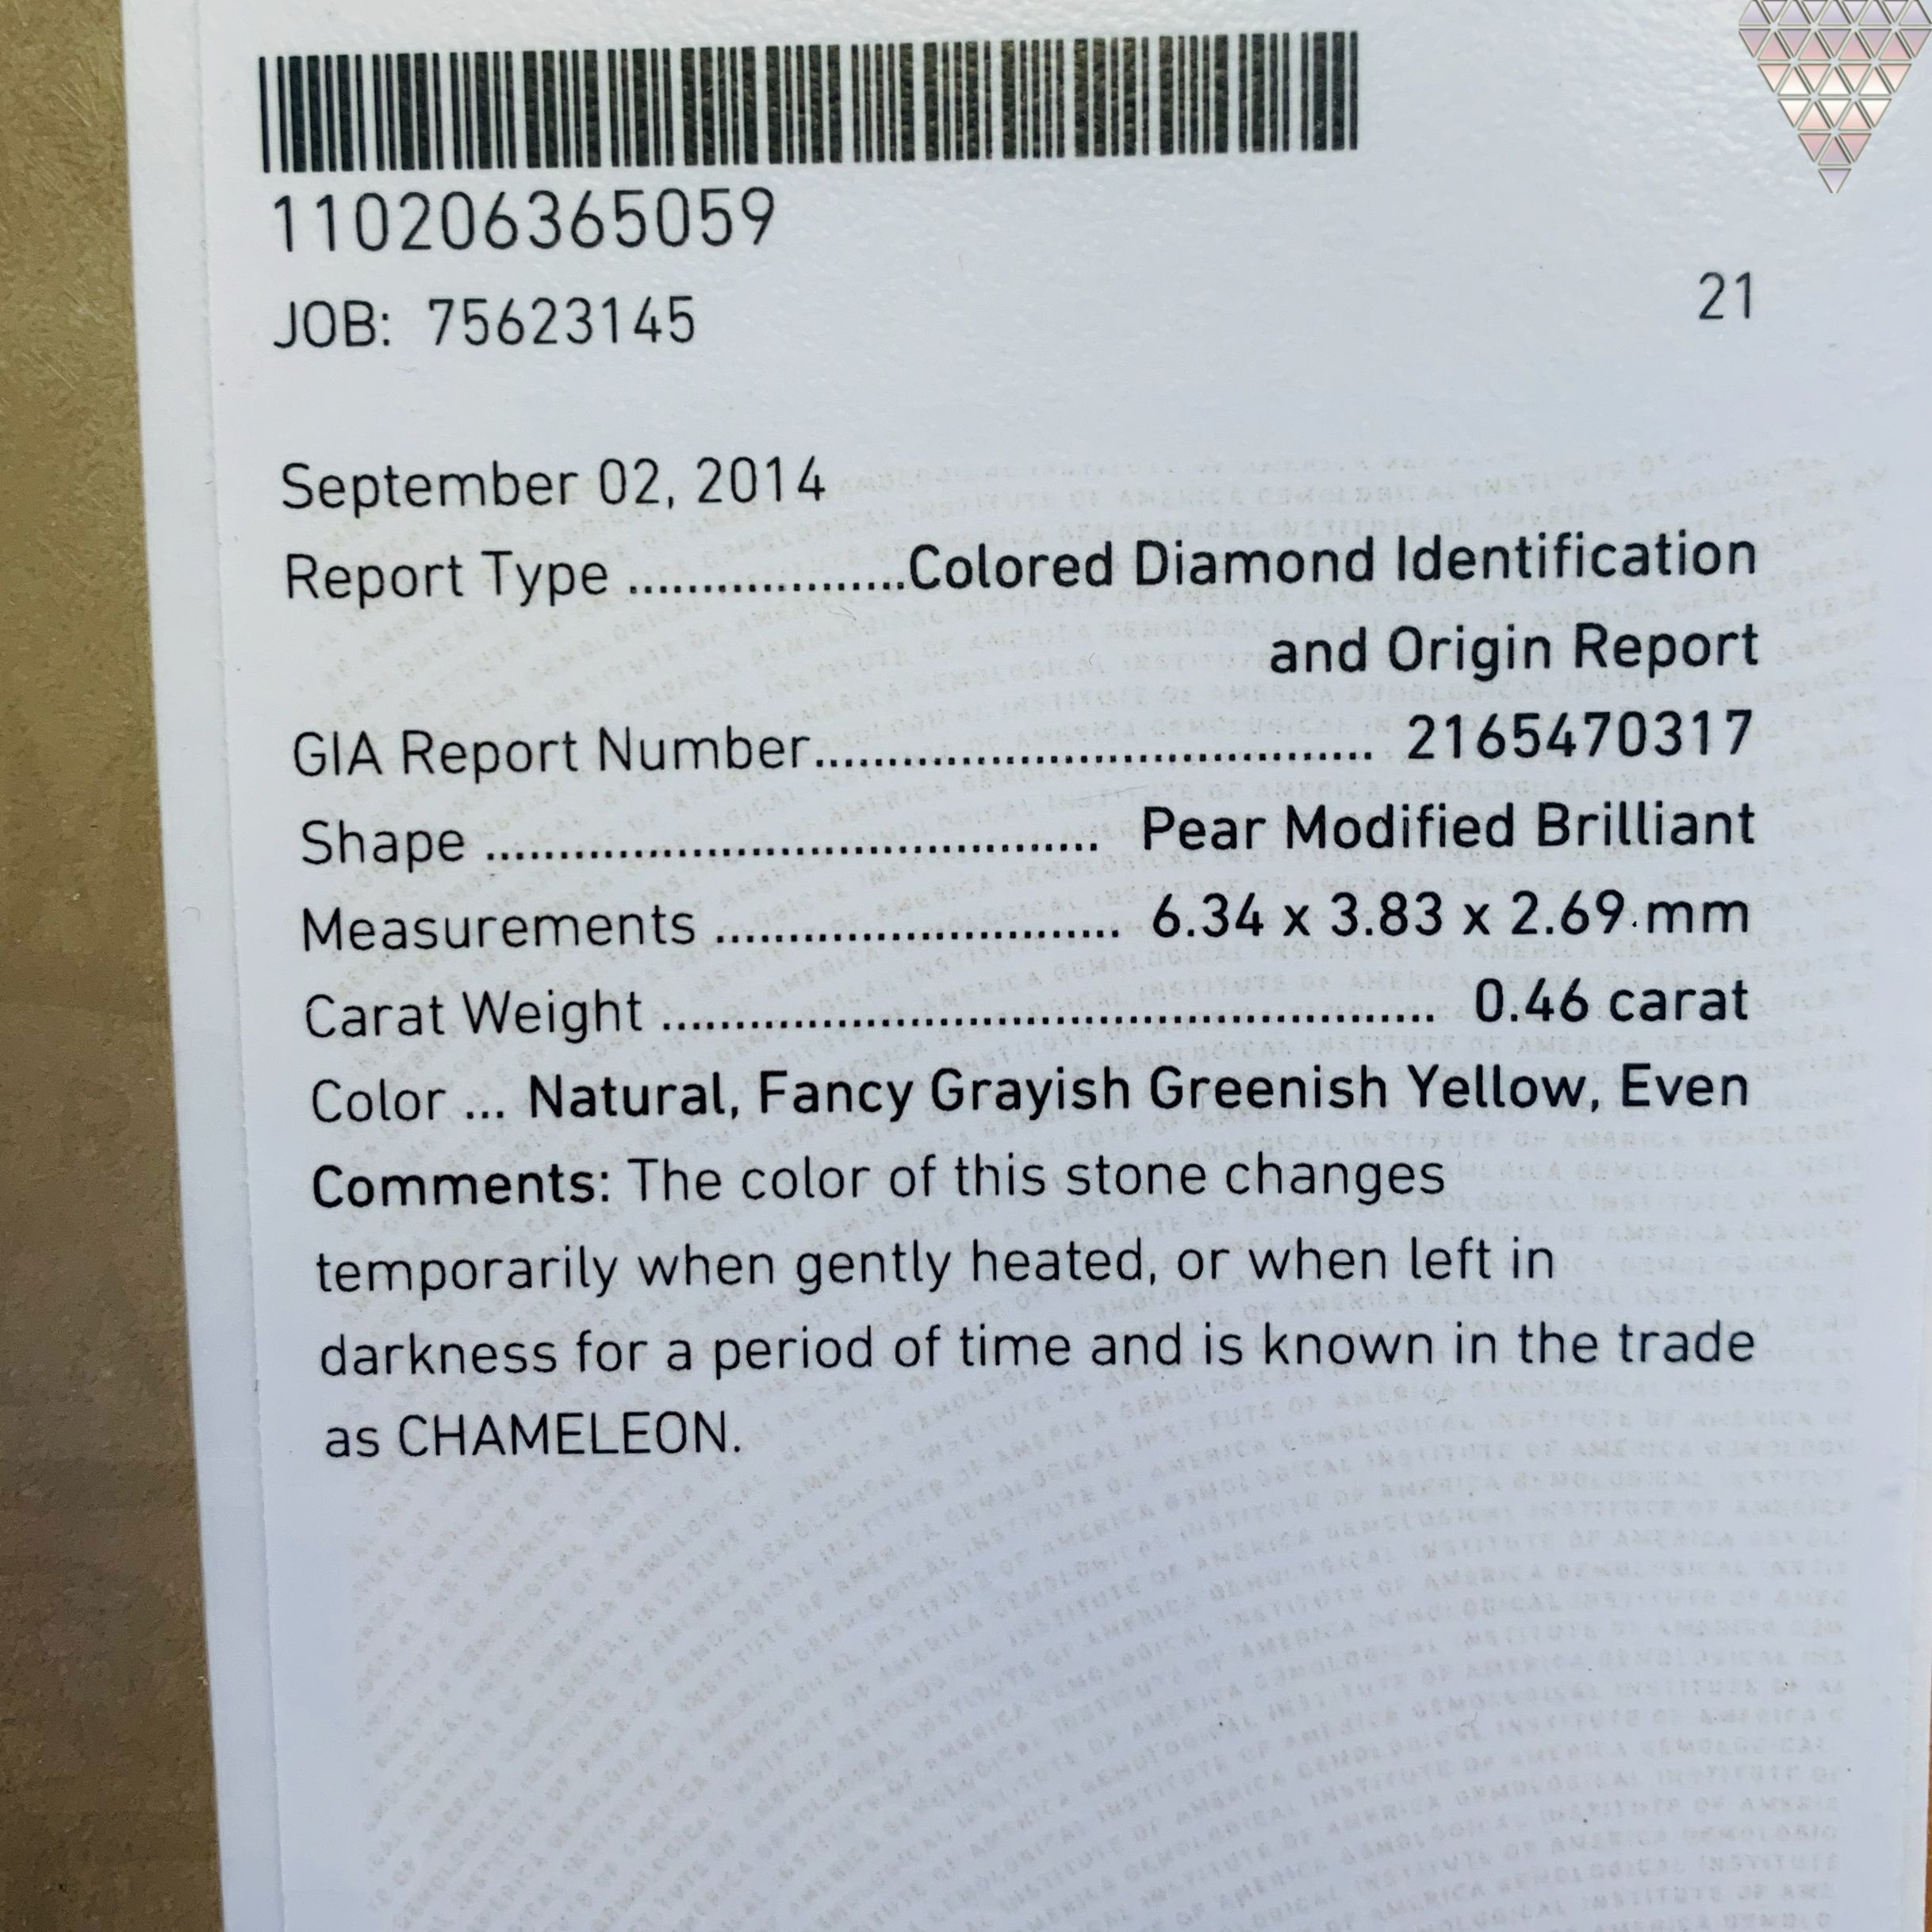 110206365059
JOB: 75623145
21
September 02, 2014
Report Type ...................Colored Diamond Identification
and Origin Report
GIA Report Number...................................... 2165470317
Shape .......................................... Pear Modified Brilliant
Measurements ............................ 6.34 x 3.83 x 2.69 mm
Carat Weight ..................................................... 0.46 carat
Color ... Natural, Fancy Grayish Greenish Yellow, Even
Comments: The color of this stone changes
temporarily when gently heated, or when left in
darkness for a period of time and is known in the trade
as CHAMELEON.